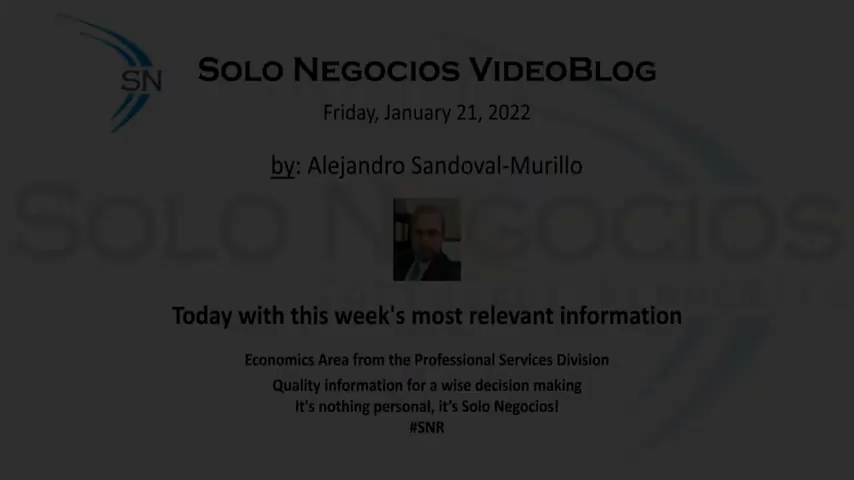 SN
SOLO NEGOCIOS VIDEOBLOG
Friday, January 21, 2022
by: Alejandro Sandoval-Murillo
SOLO NEGOCIOS
Today with this week's most relevant information
Economics Area from the Professional Services Division
Quality information for a wise decision making
It's nothing personal, it’s Solo Negocios!
#SNR